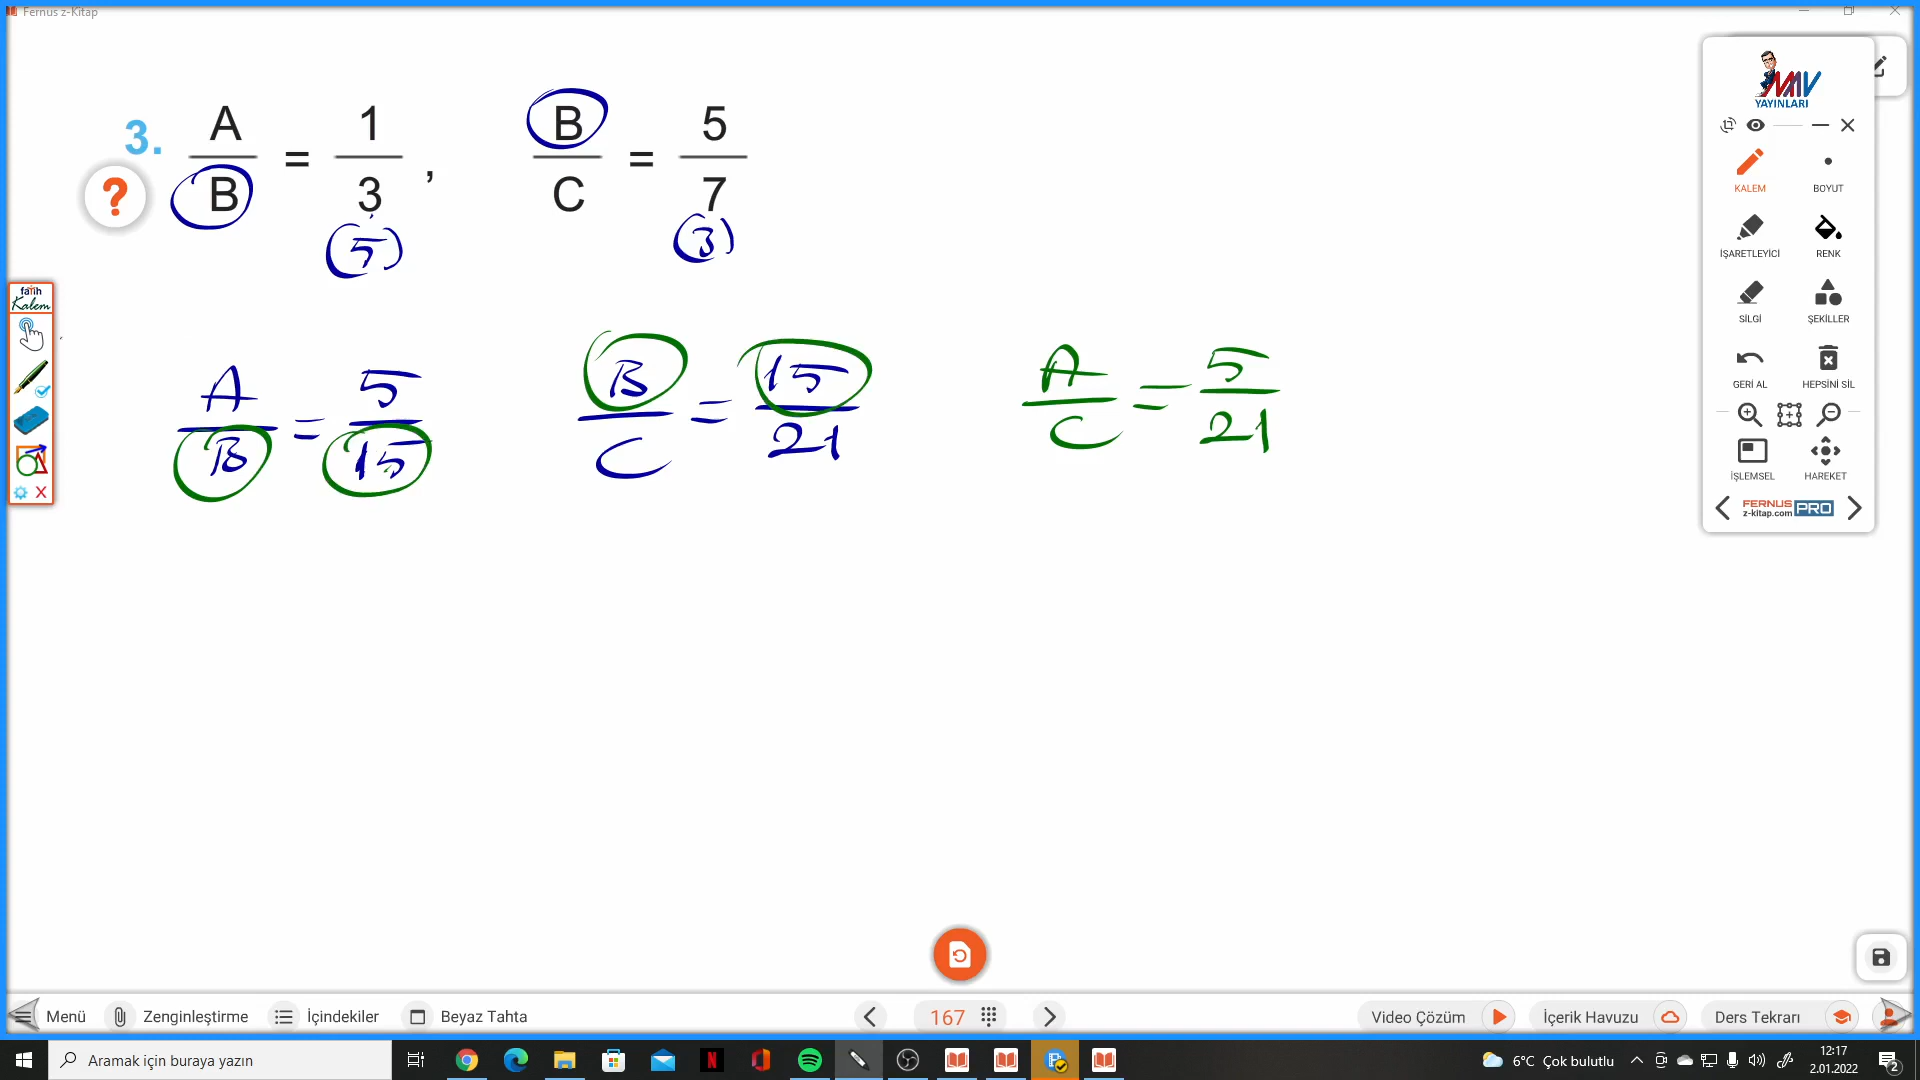 Fernus z-Kitap
3. A/B = 1/3 , B/C = 5/7
?
(5) (3)
A/B = 5/15 B/C = 15/21 A/C = 5/21
fatih
Kalem
MAV
YAYINLARI
KALEM BOYUT
İŞARETLEYİCİ RENK
SİLGİ ŞEKİLLER
GERİ AL HEPSİNİ SİL
İŞLEMSEL HAREKET
FERNUS
z-kitap.com PRO
Menü Zenginleştirme İçindekiler Beyaz Tahta 167 Video Çözüm İçerik Havuzu Ders Tekrarı
Aramak için buraya yazın 6°C Çok bulutlu 12:17
2.01.2022 2